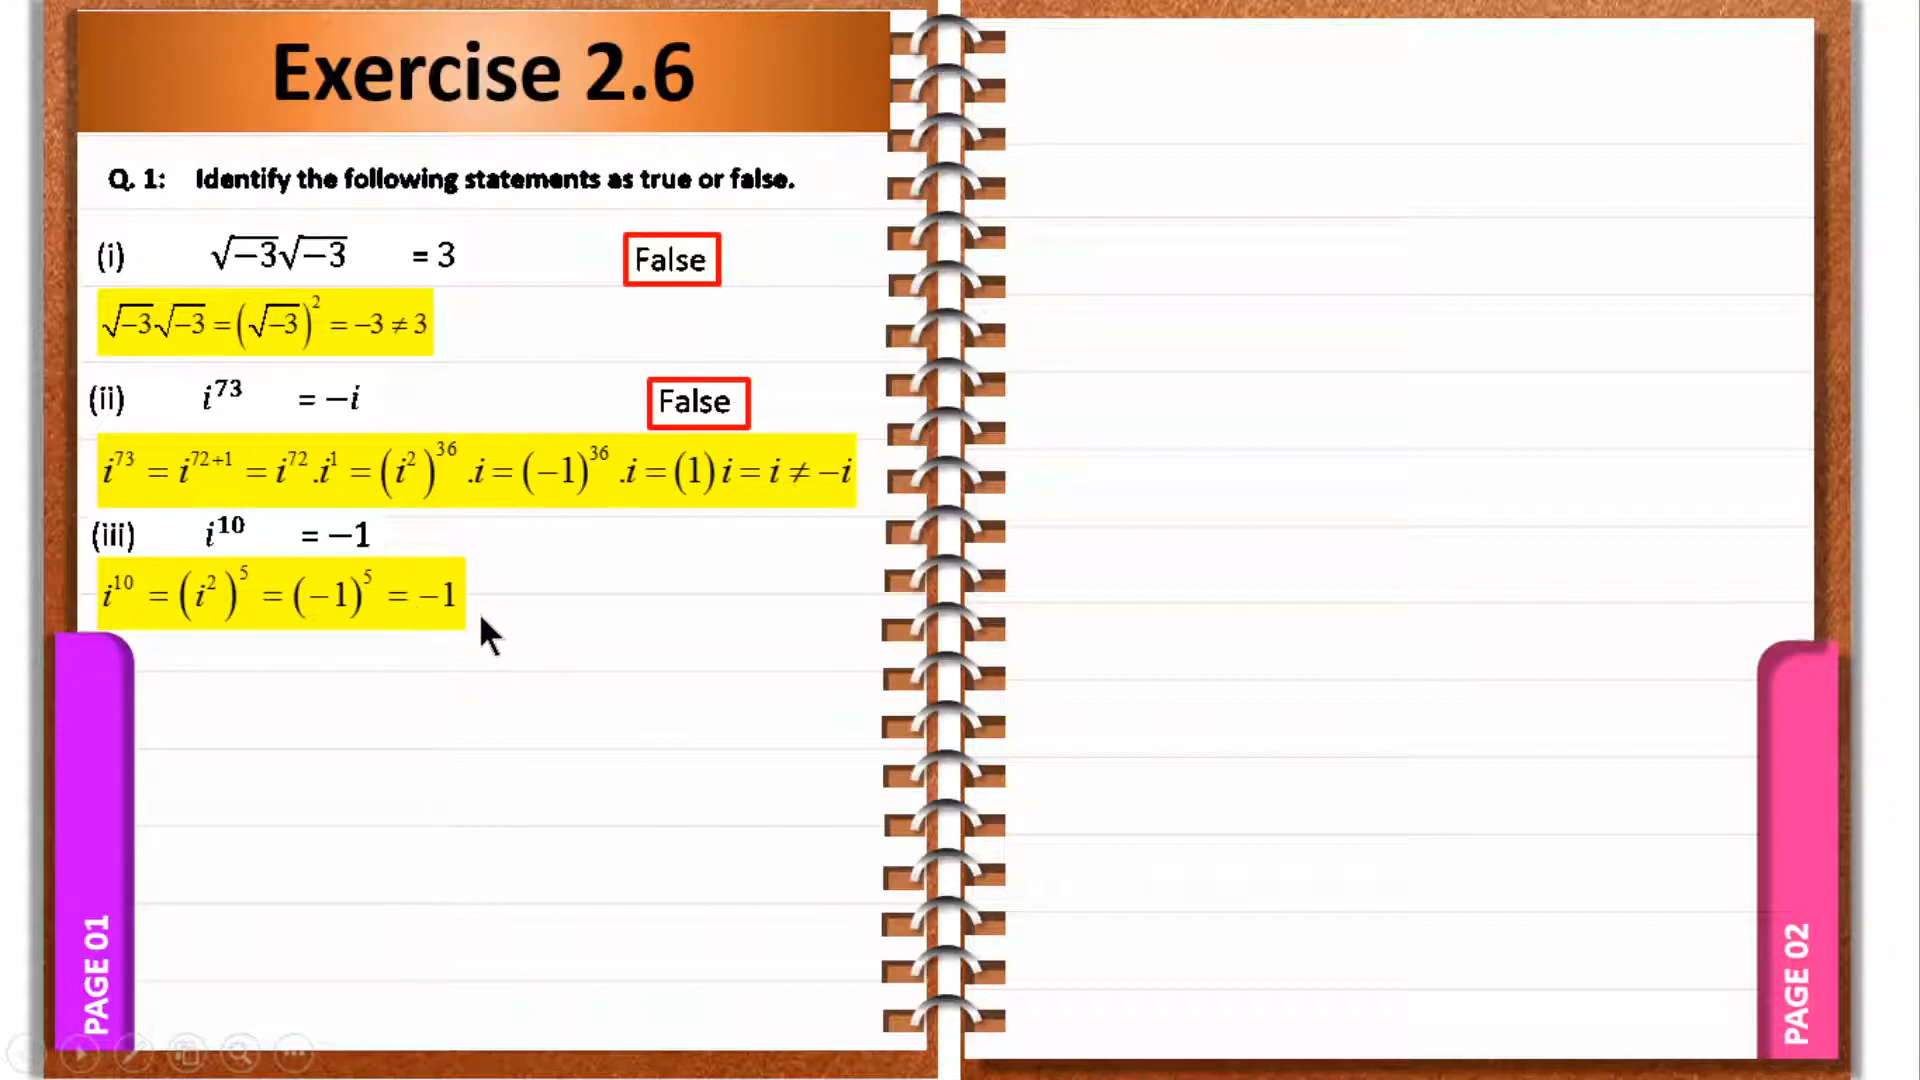 Exercise 2.6
Q. 1: Identify the following statements as true or false.
(i) √−3√−3 = 3 False
√−3√−3 = (√−3)² = −3 ≠ 3
(ii) i⁷³ = −i False
i⁷³ = i⁷²⁺¹ = i⁷².i¹ = (i²)³⁶.i = (−1)³⁶.i = (1)i = i ≠ −i
(iii) i¹⁰ = −1
i¹⁰ = (i²)⁵ = (−1)⁵ = −1
PAGE 01
PAGE 02